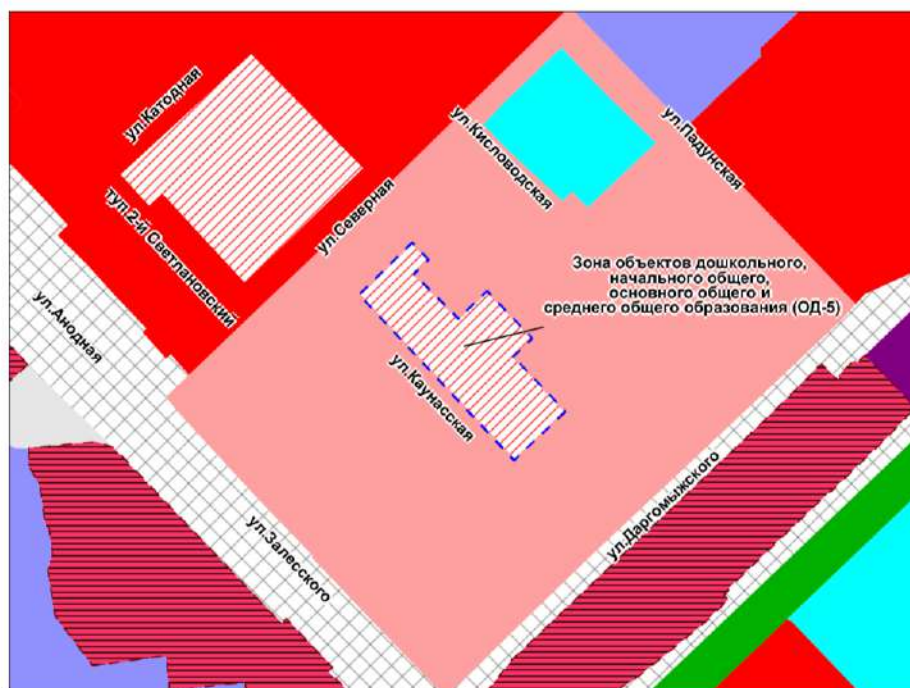 ул.Катодная
ул.Кисловодская
ул.Падунская
туп.2-й Светлановский
ул.Северная
Зона объектов дошкольного,
начального общего,
основного общего и
среднего общего образования (ОД-5)
ул.Анодная
ул.Каунасская
ул.Даргомыжского
ул.Залесского